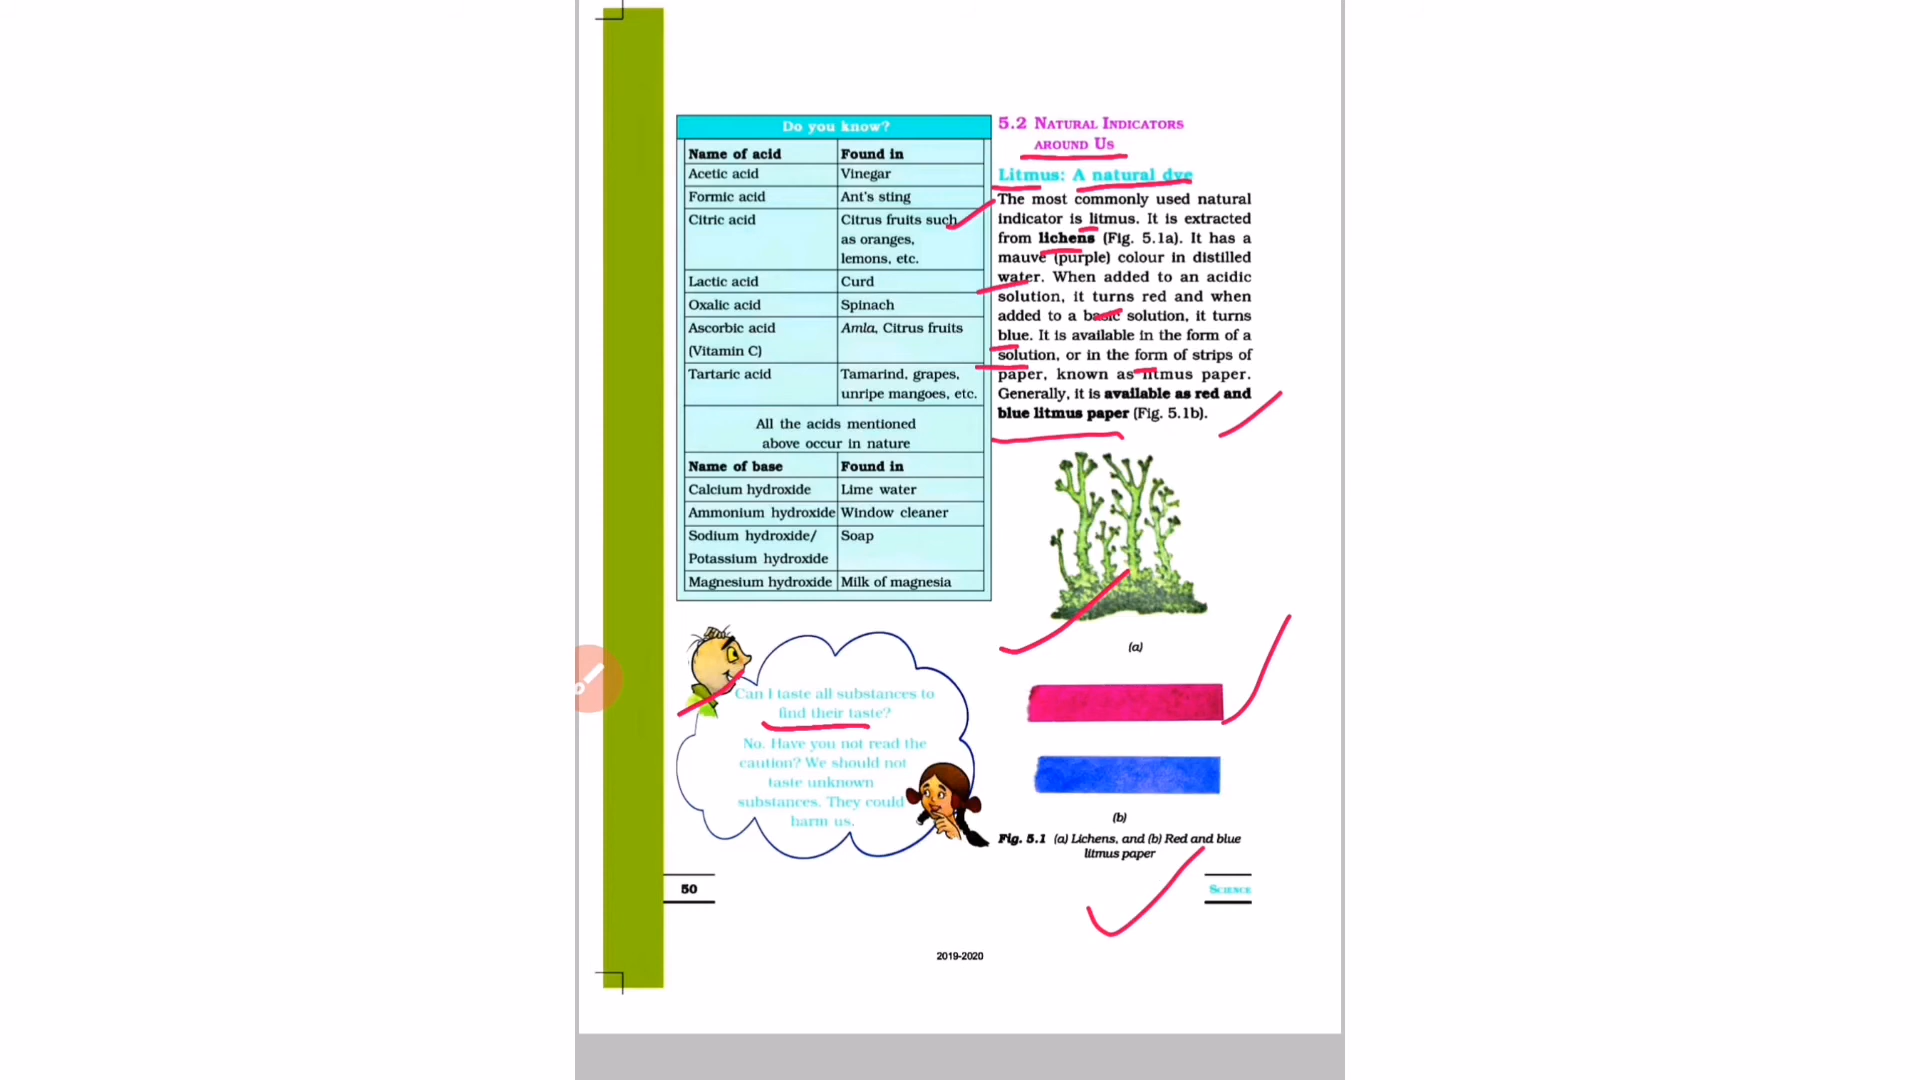 Do you know?
Name of acid Found in
Acetic acid Vinegar
Formic acid Ant's sting
Citric acid Citrus fruits such
as oranges,
lemons, etc.
Lactic acid Curd
Oxalic acid Spinach
Ascorbic acid Amla, Citrus fruits
(Vitamin C)
Tartaric acid Tamarind, grapes,
unripe mangoes, etc.
All the acids mentioned
above occur in nature
Name of base Found in
Calcium hydroxide Lime water
Ammonium hydroxide Window cleaner
Sodium hydroxide/ Soap
Potassium hydroxide
Magnesium hydroxide Milk of magnesia
Can I taste all substances to
find their taste?
No. Have you not read the
caution? We should not
taste unknown
substances. They could
harm us.
5.2 Natural Indicators
around Us
Litmus: A natural dye
The most commonly used natural
indicator is litmus. It is extracted
from lichens (Fig. 5.1a). It has a
mauve (purple) colour in distilled
water. When added to an acidic
solution, it turns red and when
added to a basic solution, it turns
blue. It is available in the form of a
solution, or in the form of strips of
paper, known as litmus paper.
Generally, it is available as red and
blue litmus paper (Fig. 5.1b).
(a)
(b)
Fig. 5.1 (a) Lichens, and (b) Red and blue
litmus paper
50
Science
2019-2020